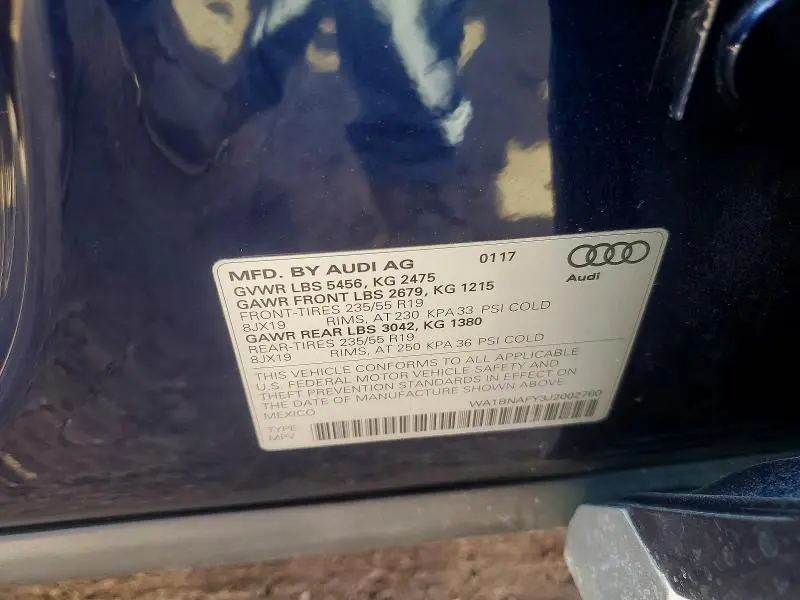 MFD. BY AUDI AG 0117
Audi
GVWR LBS 5456, KG 2475
GAWR FRONT LBS 2679, KG 1215
FRONT-TIRES 235/55 R19
8JX19 RIMS, AT 230 KPA 33 PSI COLD
GAWR REAR LBS 3042, KG 1380
REAR-TIRES 235/55 R19
8JX19 RIMS, AT 250 KPA 36 PSI COLD
THIS VEHICLE CONFORMS TO ALL APPLICABLE
U.S. FEDERAL MOTOR VEHICLE SAFETY AND
THEFT PREVENTION STANDARDS IN EFFECT ON
THE DATE OF MANUFACTURE SHOWN ABOVE
MEXICO WA1BNAFY3J2002760
TYPE
MPV